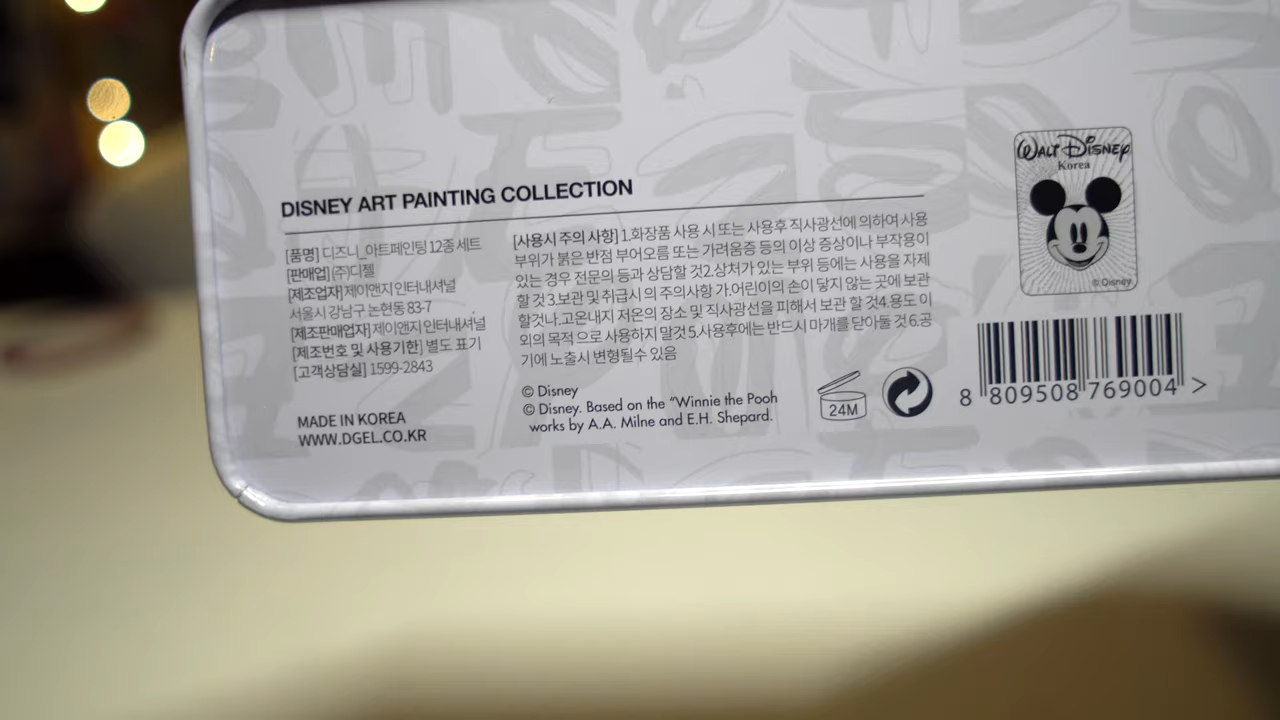 DISNEY ART PAINTING COLLECTION
[품명] 디즈니_아트페인팅 12종 세트
[판매업] (주)디젤
[제조업자] 제이앤지 인터내셔널
서울시 강남구 논현동 83-7
[제조판매업자] 제이앤지 인터내셔널
[제조번호 및 사용기한] 별도 표기
[고객상담실] 1599-2843
MADE IN KOREA
WWW.DGEL.CO.KR
[사용시 주의 사항] 1.화장품 사용 시 또는 사용후 직사광선에 의하여 사용
부위가 붉은 반점 부어오름 또는 가려움증 등의 이상 증상이나 부작용이
있는 경우 전문의 등과 상담할 것2.상처가 있는 부위 등에는 사용을 자제
할 것 3.보관 및 취급시 의 주의사항 가.어린이의 손이 닿지 않는 곳에 보관
할것나.고온내지 저온의 장소 및 직사광선을 피해서 보관 할 것4.용도 이
외의 목적 으로 사용하지 말것 5.사용후에는 반드시 마개를 닫아둘 것 6.공
기에 노출시 변형될수 있음
© Disney
© Disney. Based on the “Winnie the Pooh
works by A.A. Milne and E.H. Shepard.
24M
WALT DISNEY
Korea
© Disney
8 809508 769004 >